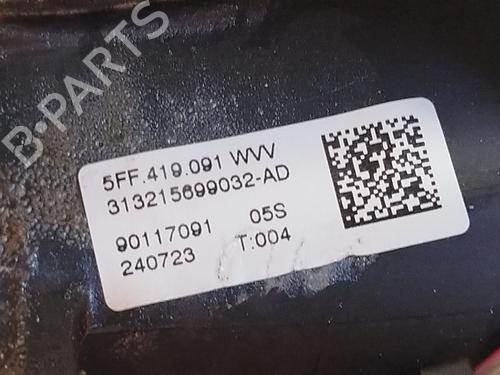 B-PARTS
5FF.419.091 WVV
313215699032-AD
90117091 05S
240723 T:004